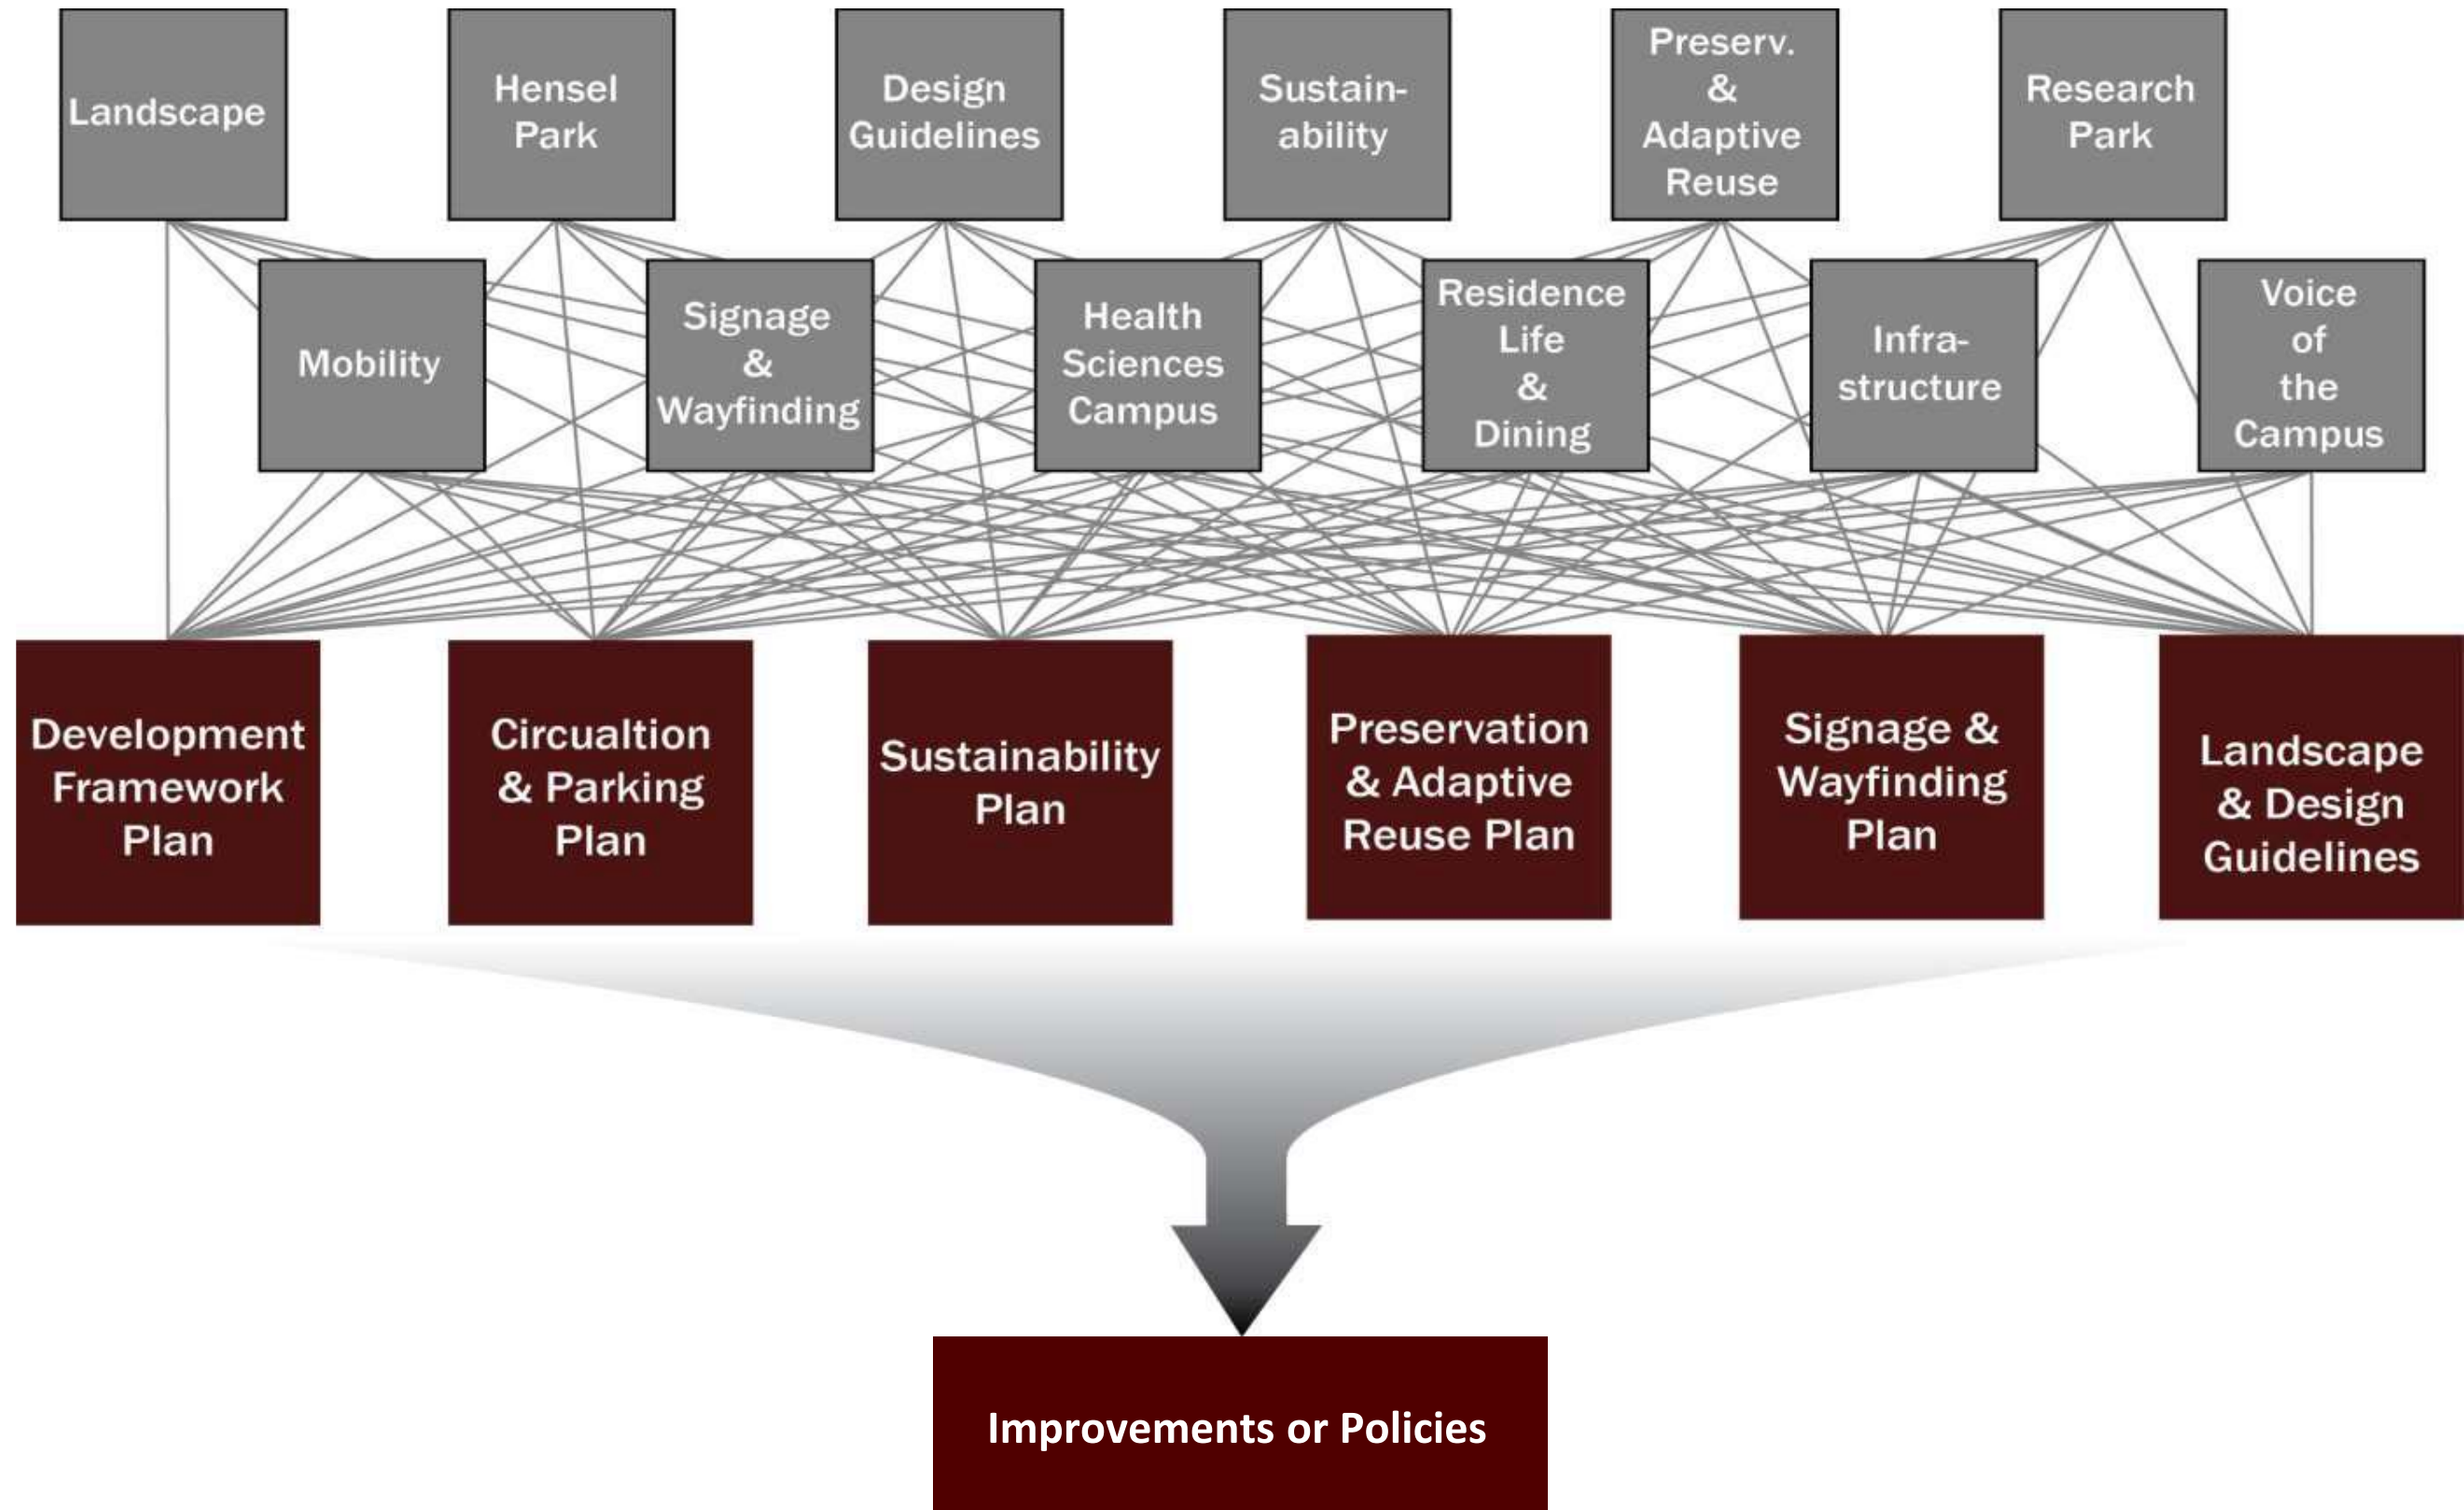 Landscape
Hensel
Park
Design
Guidelines
Sustain-
ability
Preserv.
&
Adaptive
Reuse
Research
Park
Mobility
Signage
&
Wayfinding
Health
Sciences
Campus
Residence
Life
&
Dining
Infra-
structure
Voice
of
the
Campus
Development
Framework
Plan
Circualtion
& Parking
Plan
Sustainability
Plan
Preservation
& Adaptive
Reuse Plan
Signage &
Wayfinding
Plan
Landscape
& Design
Guidelines
Improvements or Policies